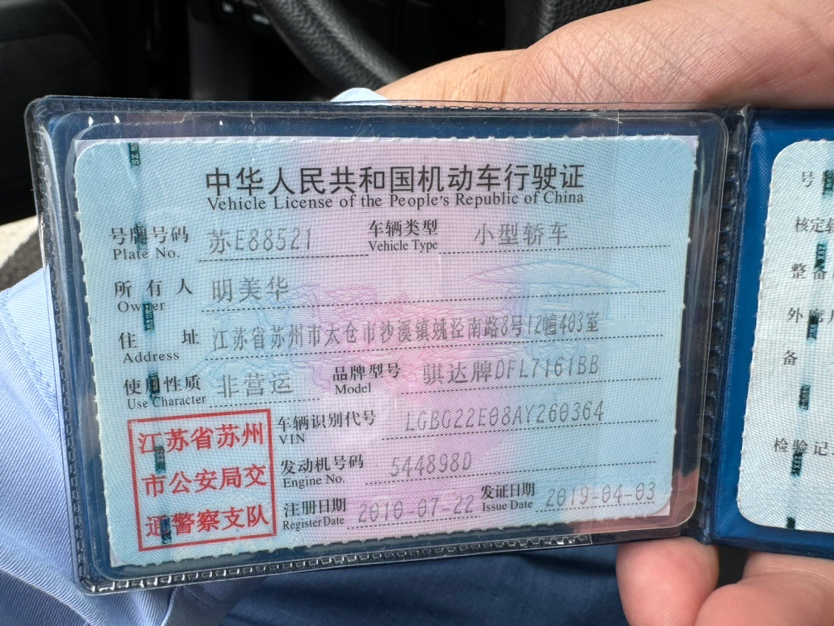 中华人民共和国机动车行驶证
Vehicle License of the People's Republic of China
号牌号码 苏E88521 车辆类型 小型轿车
Plate No. Vehicle Type
所有人 明美华
Owner
住址 江苏省苏州市太仓市沙溪镇城径南路8号12幢403室
Address
使用性质 非营运 品牌型号 骐达牌DFL7161BB
Use Character Model
江苏省苏州
市公安局交
通警察支队
车辆识别代号 LGBG22E08AY260364
VIN
发动机号码 544898D
Engine No.
注册日期 2010-07-22 发证日期 2019-04-03
Register Date Issue Date
号
核定
整备
外
备
检验记